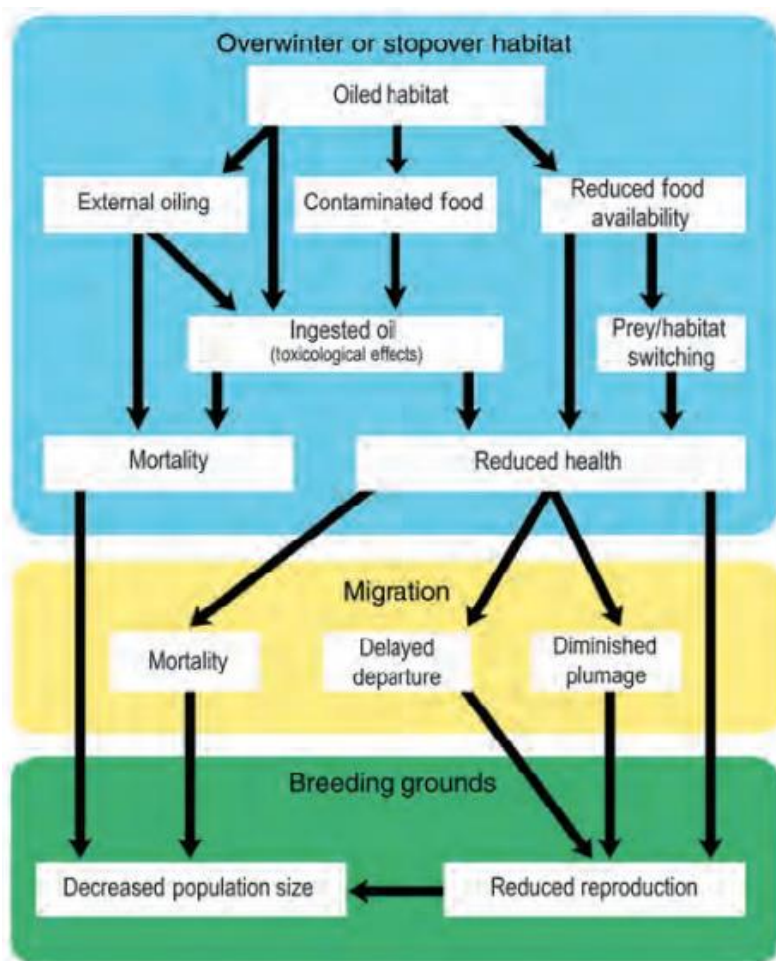 Overwinter or stopover habitat
Oiled habitat
External oiling
Contaminated food
Reduced food
availability
Ingested oil
(toxicological effects)
Prey/habitat
switching
Mortality
Reduced health
Migration
Mortality
Delayed
departure
Diminished
plumage
Breeding grounds
Decreased population size
Reduced reproduction